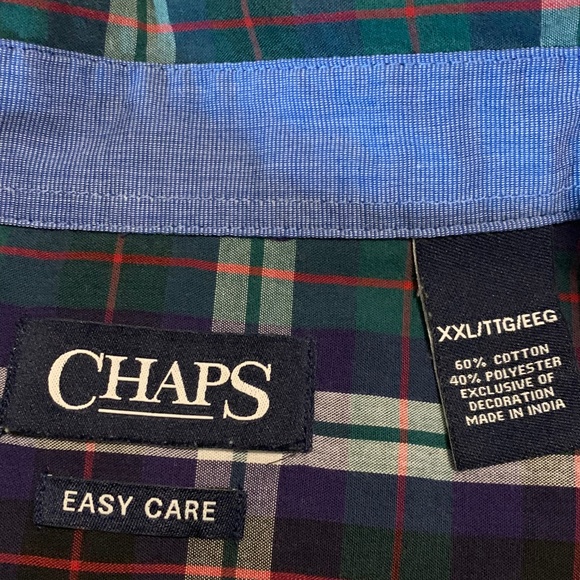 CHAPS
EASY CARE
XXL/TTG/EEG
60% COTTON
40% POLYESTER
EXCLUSIVE OF
DECORATION
MADE IN INDIA